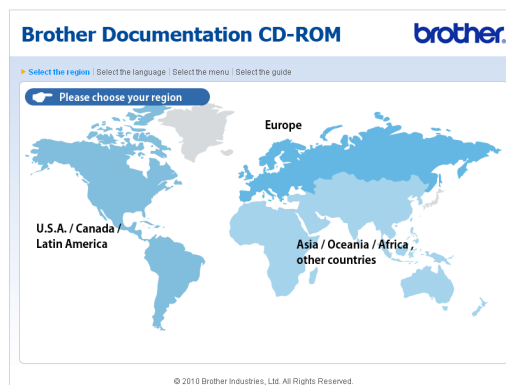 Brother Documentation CD-ROM
brother.
Select the region | Select the language | Select the menu | Select the guide
Please choose your region
Europe
U.S.A. / Canada /
Latin America
Asia / Oceania / Africa ,
other countries
© 2010 Brother Industries, Ltd. All Rights Reserved.